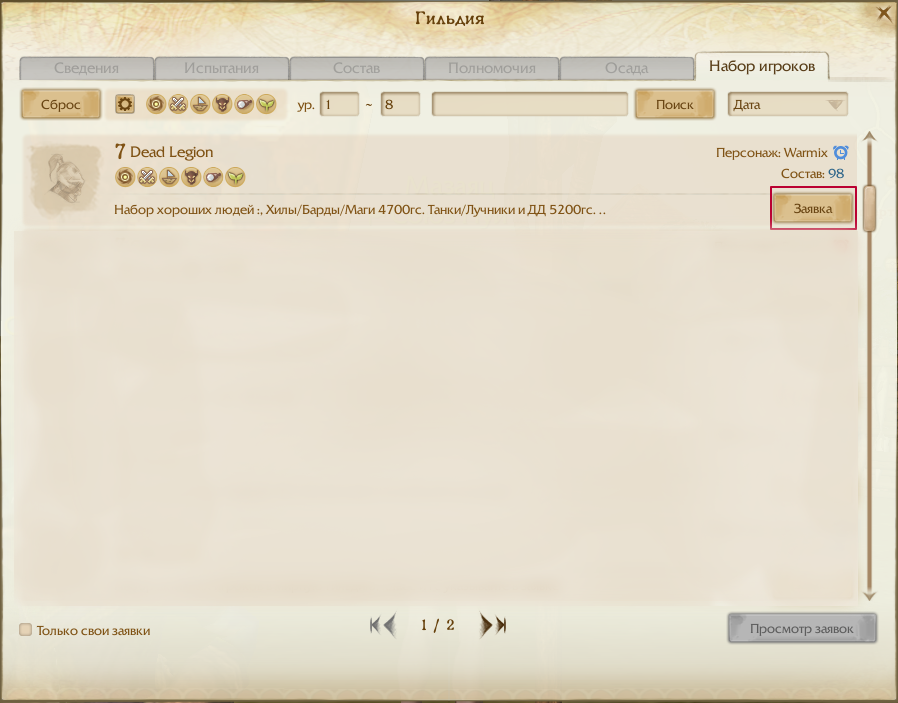 Гильдия
Сведения Испытания Состав Полномочия Осада Набор игроков
Сброс ур. 1 ~ 8 Поиск Дата
7 Dead Legion Персонаж: Warmix
Состав: 98
Набор хороших людей :, Хилы/Барды/Маги 4700гс. Танки/Лучники и ДД 5200гс. . . Заявка
Только свои заявки 1 / 2 Просмотр заявок